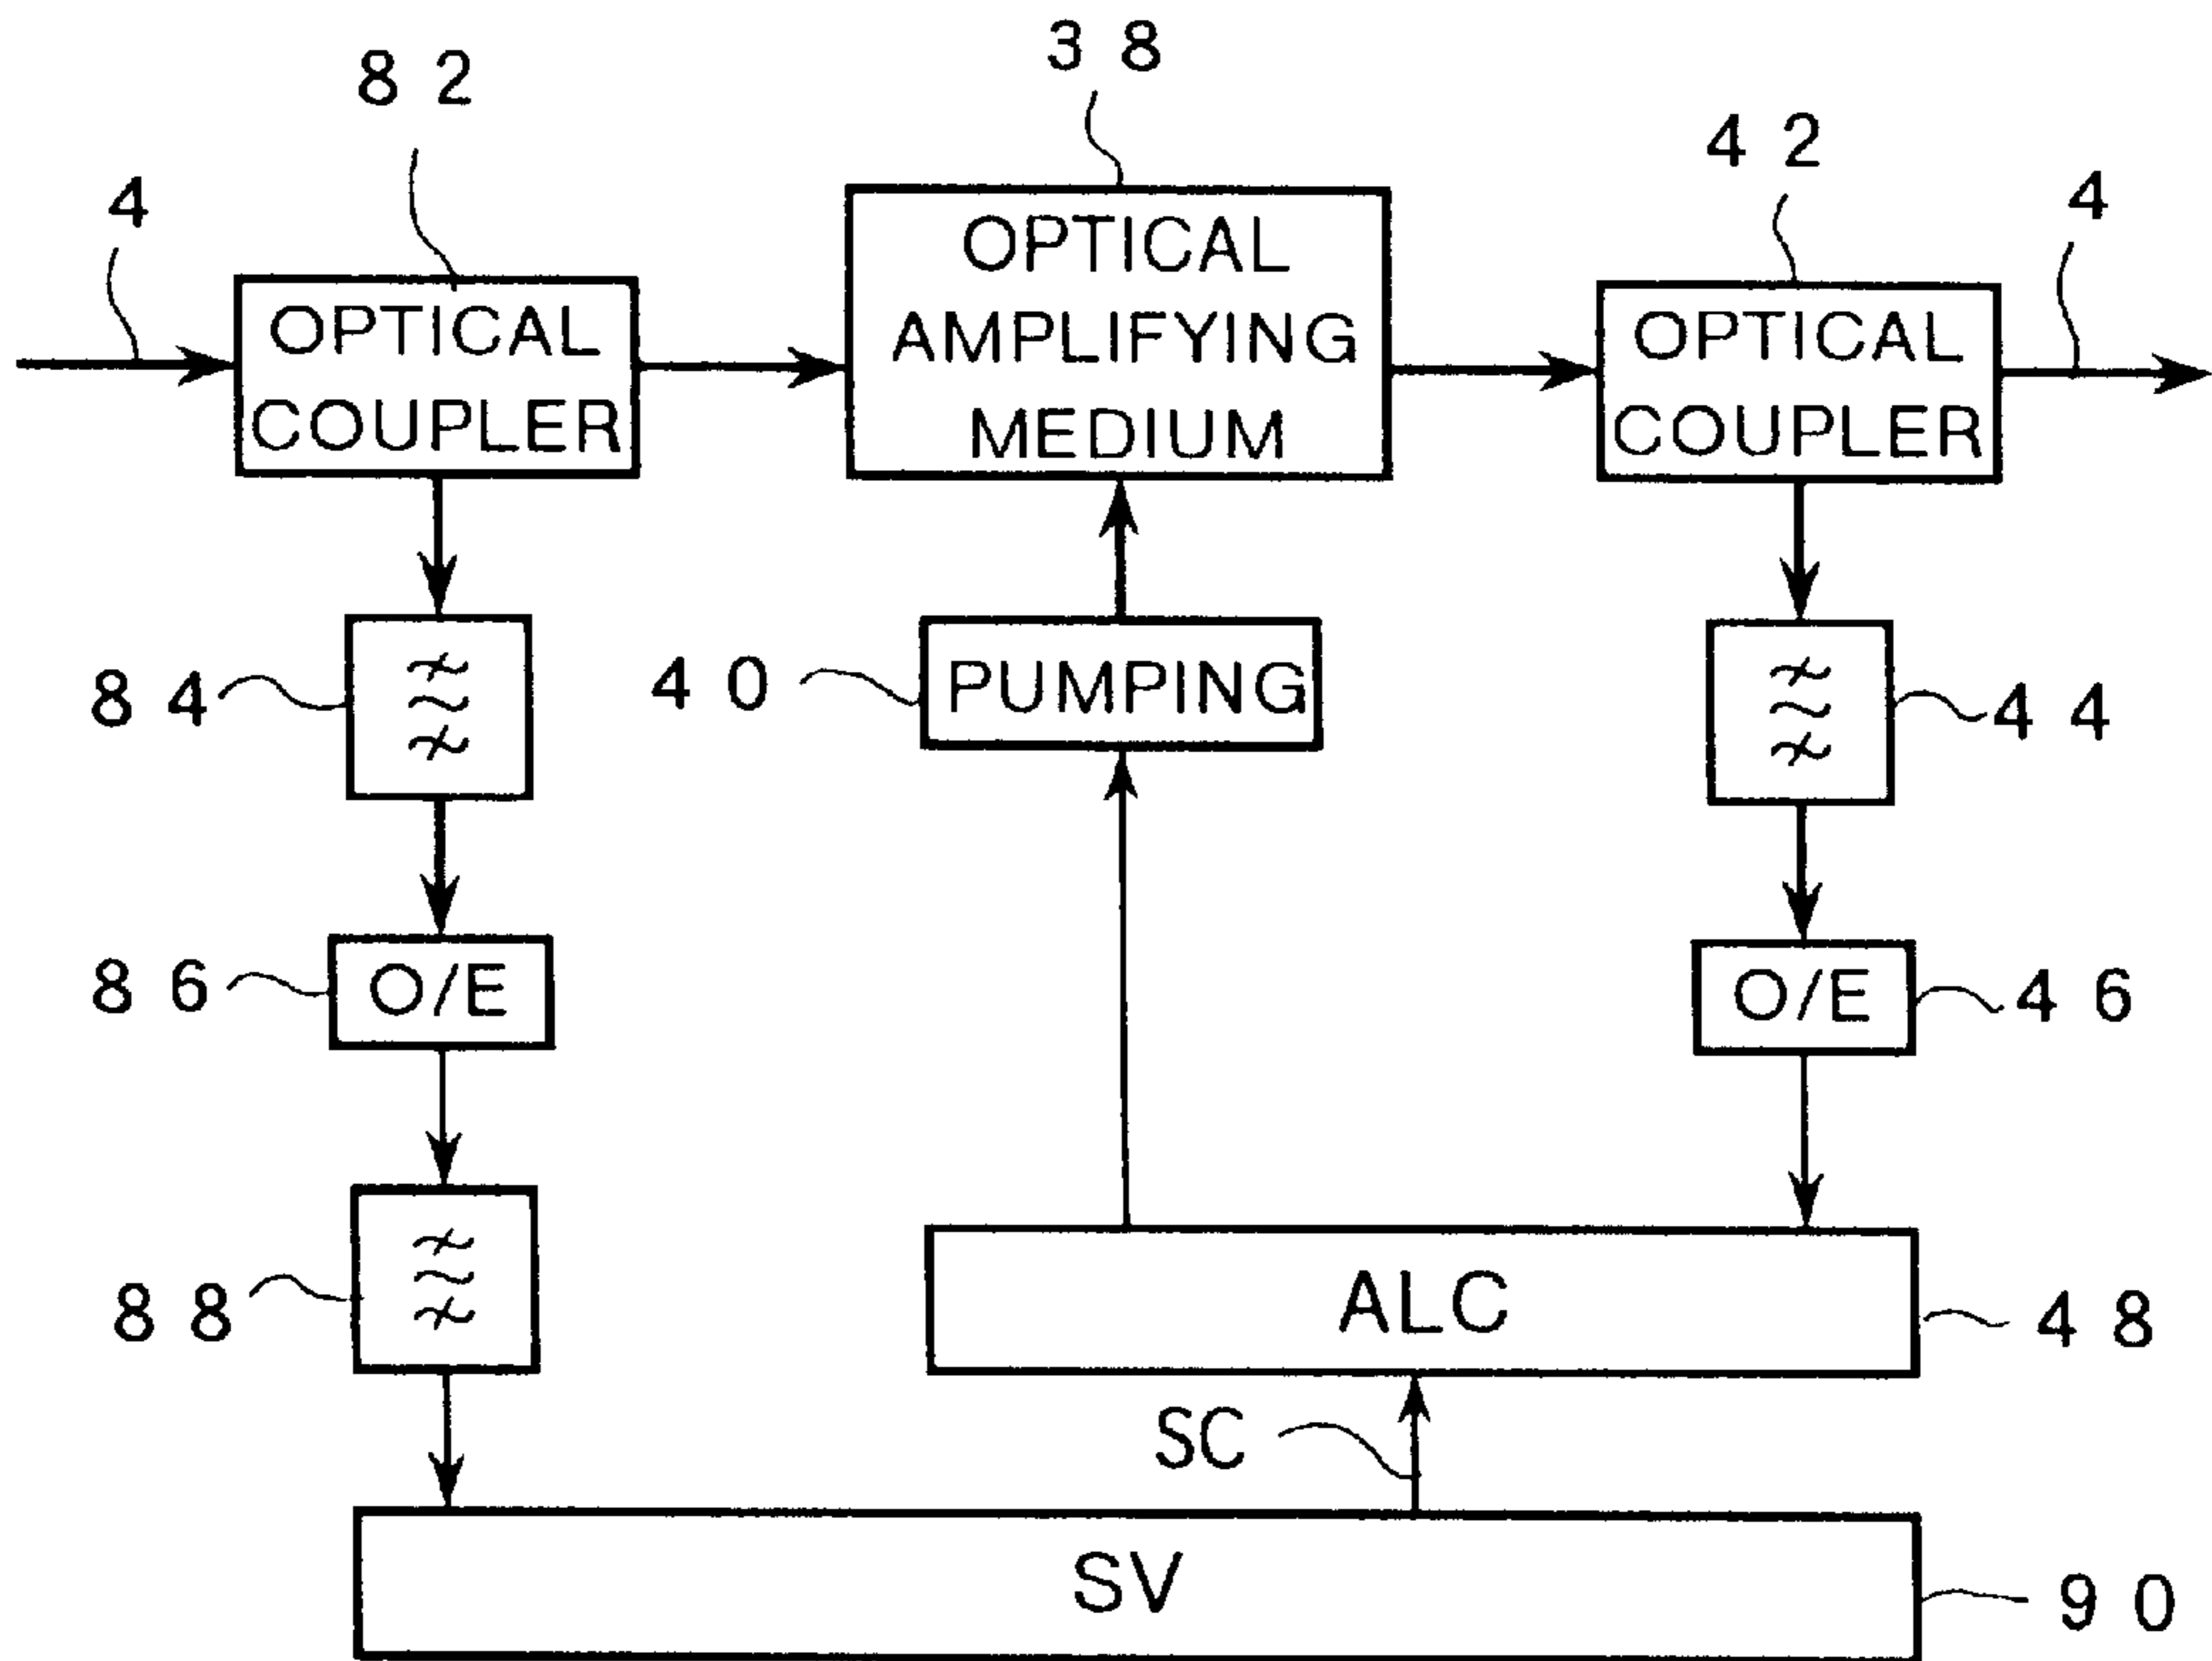 3 8
8 2
4 2
4
4
OPTICAL
COUPLER
OPTICAL
AMPLIFYING
MEDIUM
OPTICAL
COUPLER
8 4
4 0
PUMPING
4 4
8 6
O/E
O/E
4 6
8 8
ALC
4 8
SC
SV
9 0